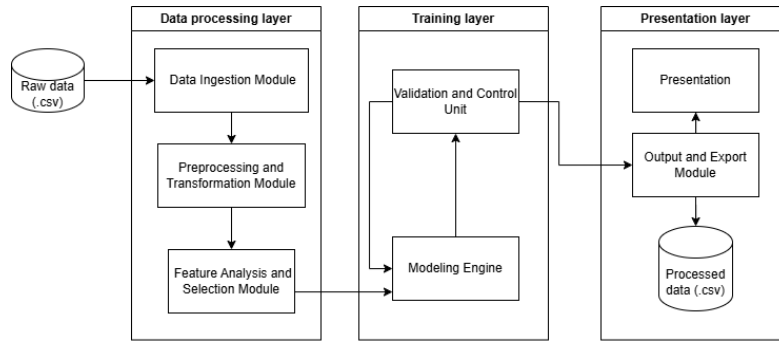 Data processing layer
Training layer
Presentation layer
Raw data
(.csv)
Data Ingestion Module
Validation and Control
Unit
Presentation
Preprocessing and
Transformation Module
Output and Export
Module
Feature Analysis and
Selection Module
Modeling Engine
Processed
data (.csv)